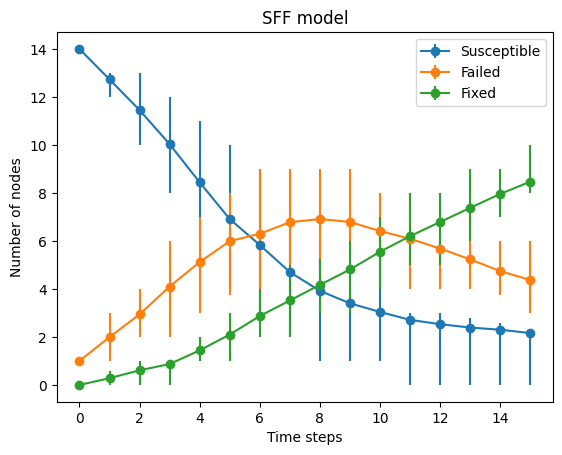 SFF model
Susceptible
Failed
Fixed
Number of nodes
14
12
10
8
6
4
2
0
0 2 4 6 8 10 12 14
Time steps